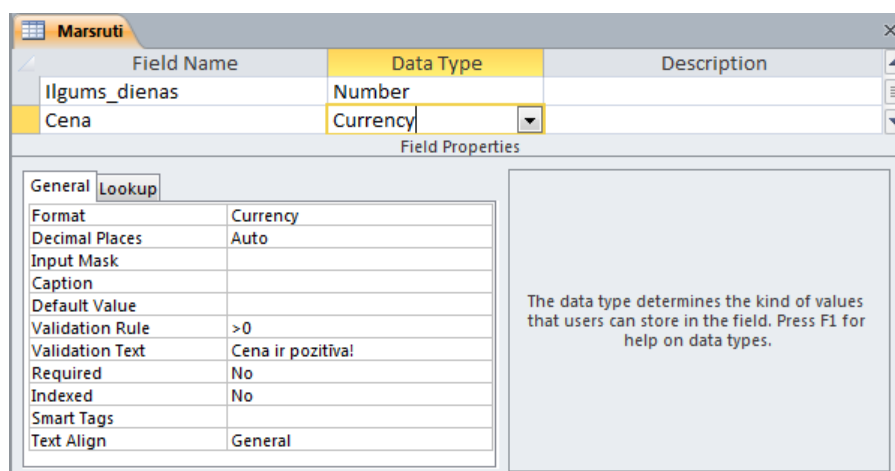 Marsruti
Field Name Data Type Description
Ilgums_dienas Number
Cena Currency
Field Properties
General Lookup
Format Currency
Decimal Places Auto
Input Mask
Caption
Default Value
Validation Rule >0
Validation Text Cena ir pozitīva!
Required No
Indexed No
Smart Tags
Text Align General
The data type determines the kind of values
that users can store in the field. Press F1 for
help on data types.